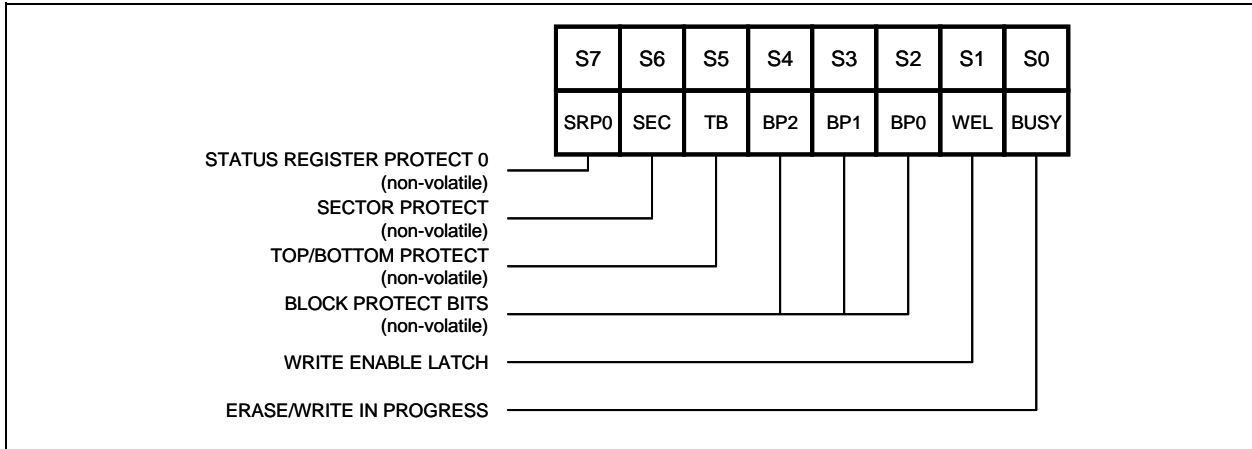 S7 S6 S5 S4 S3 S2 S1 S0
SRP0 SEC TB BP2 BP1 BP0 WEL BUSY
STATUS REGISTER PROTECT 0
(non-volatile)
SECTOR PROTECT
(non-volatile)
TOP/BOTTOM PROTECT
(non-volatile)
BLOCK PROTECT BITS
(non-volatile)
WRITE ENABLE LATCH
ERASE/WRITE IN PROGRESS